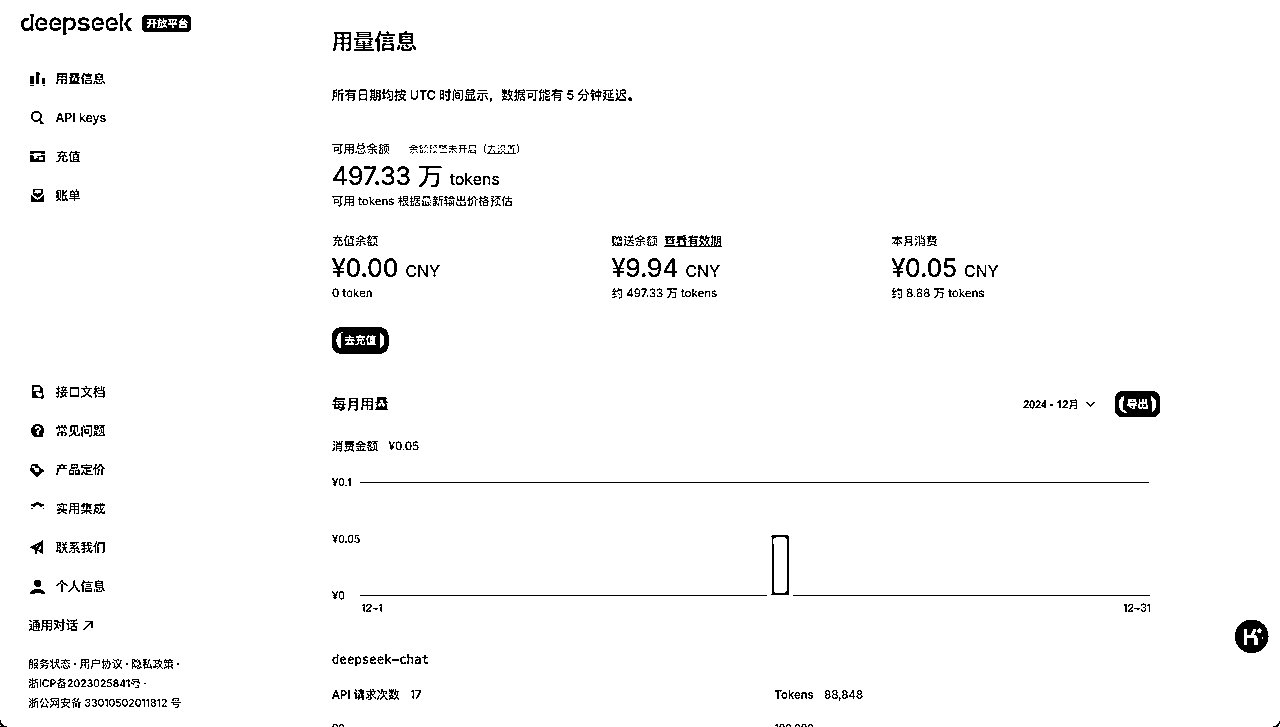 deepseek 开放平台
用量信息
API keys
充值
账单
接口文档
常见问题
产品定价
实用集成
联系我们
个人信息
通用对话
服务状态 · 用户协议 · 隐私政策 ·
浙ICP备2023025841号 ·
浙公网安备 33010502011812 号
用量信息
所有日期均按 UTC 时间显示，数据可能有 5 分钟延迟。
可用总余额 余额预警未开启（去设置）
497.33 万 tokens
可用 tokens 根据最新输出价格预估
充值余额 赠送余额 查看有效期 本月消费
¥0.00 CNY ¥9.94 CNY ¥0.05 CNY
0 token 约 497.33 万 tokens 约 8.88 万 tokens
去充值
每月用量 2024 - 12月 导出
消费金额 ¥0.05
¥0.1
¥0.05
¥0
12-1 12-31
deepseek-chat
API 请求次数 17 Tokens 88,848